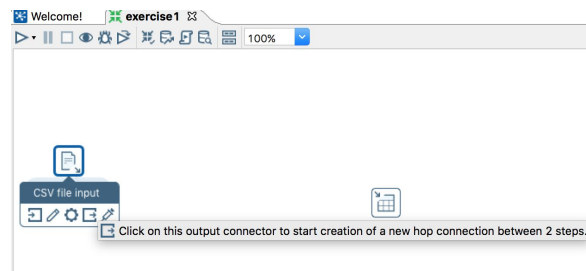 Welcome!
exercise1
100%
CSV file input
Click on this output connector to start creation of a new hop connection between 2 steps.